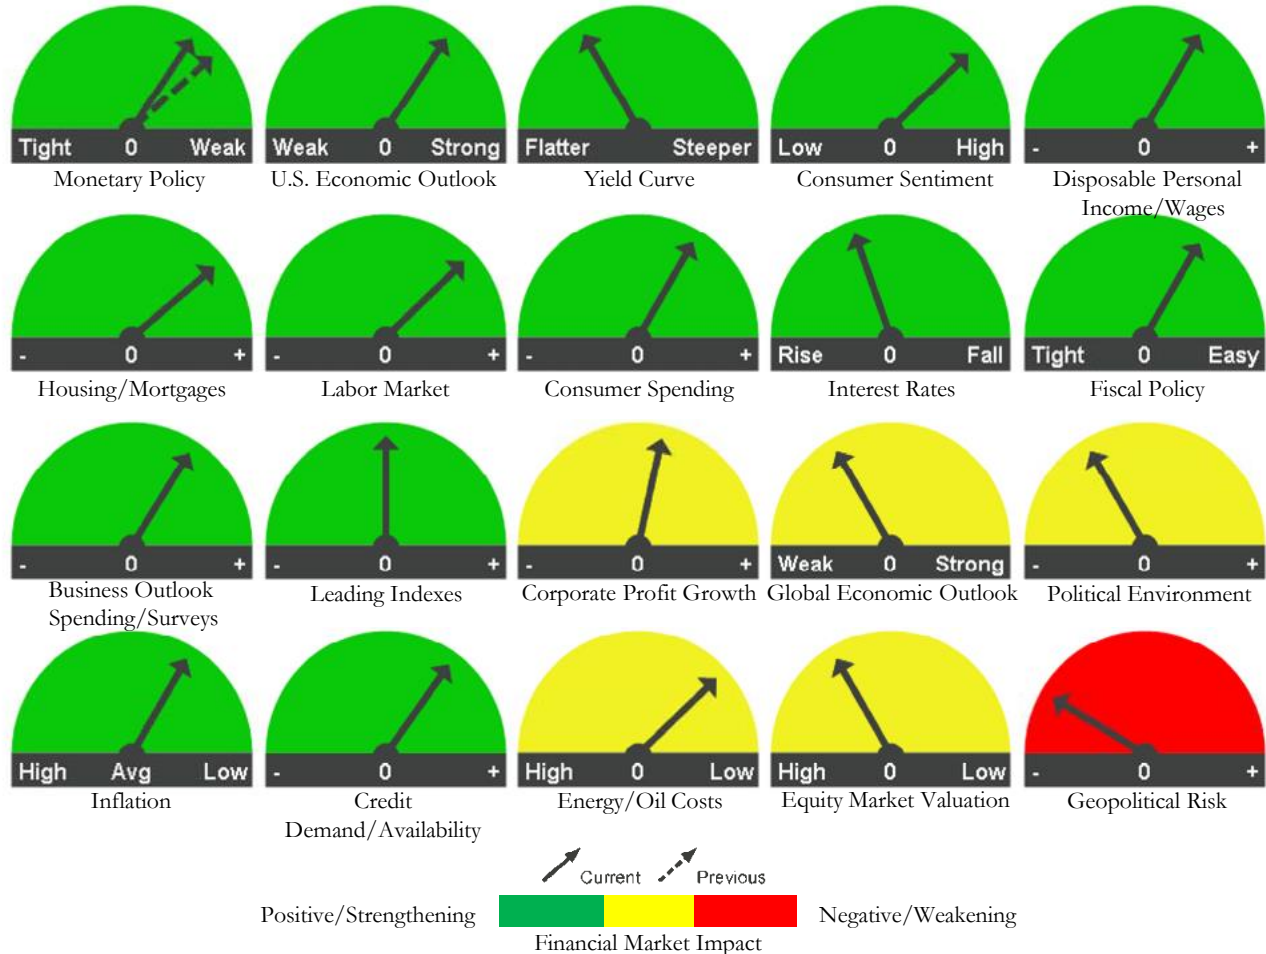 Tight 0 Weak
Monetary Policy
Weak 0 Strong
U.S. Economic Outlook
Flatter 0 Steeper
Yield Curve
Low 0 High
Consumer Sentiment
- 0 +
Disposable Personal
Income/Wages
- 0 +
Housing/Mortgages
- 0 +
Labor Market
- 0 +
Consumer Spending
Rise 0 Fall
Interest Rates
Tight 0 Easy
Fiscal Policy
- 0 +
Business Outlook
Spending/Surveys
- 0 +
Leading Indexes
- 0 +
Corporate Profit Growth
Weak 0 Strong
Global Economic Outlook
- 0 +
Political Environment
High Avg Low
Inflation
- 0 +
Credit
Demand/Availability
High 0 Low
Energy/Oil Costs
High 0 Low
Equity Market Valuation
- 0 +
Geopolitical Risk
Current Previous
Positive/Strengthening Negative/Weakening
Financial Market Impact